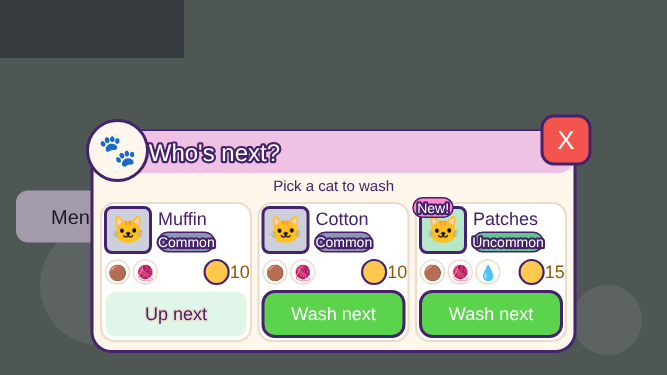 Who's next?
X
Pick a cat to wash
Men
New!
Muffin
Common
10
Up next
Cotton
Common
10
Wash next
Patches
Uncommon
15
Wash next